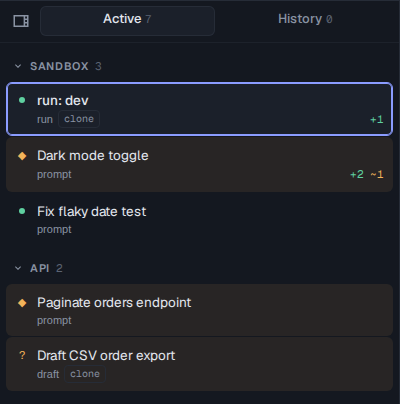 Active 7 History 0
SANDBOX 3
run: dev
run clone +1
Dark mode toggle
prompt +2 ~1
Fix flaky date test
prompt
API 2
Paginate orders endpoint
prompt
? Draft CSV order export
draft clone